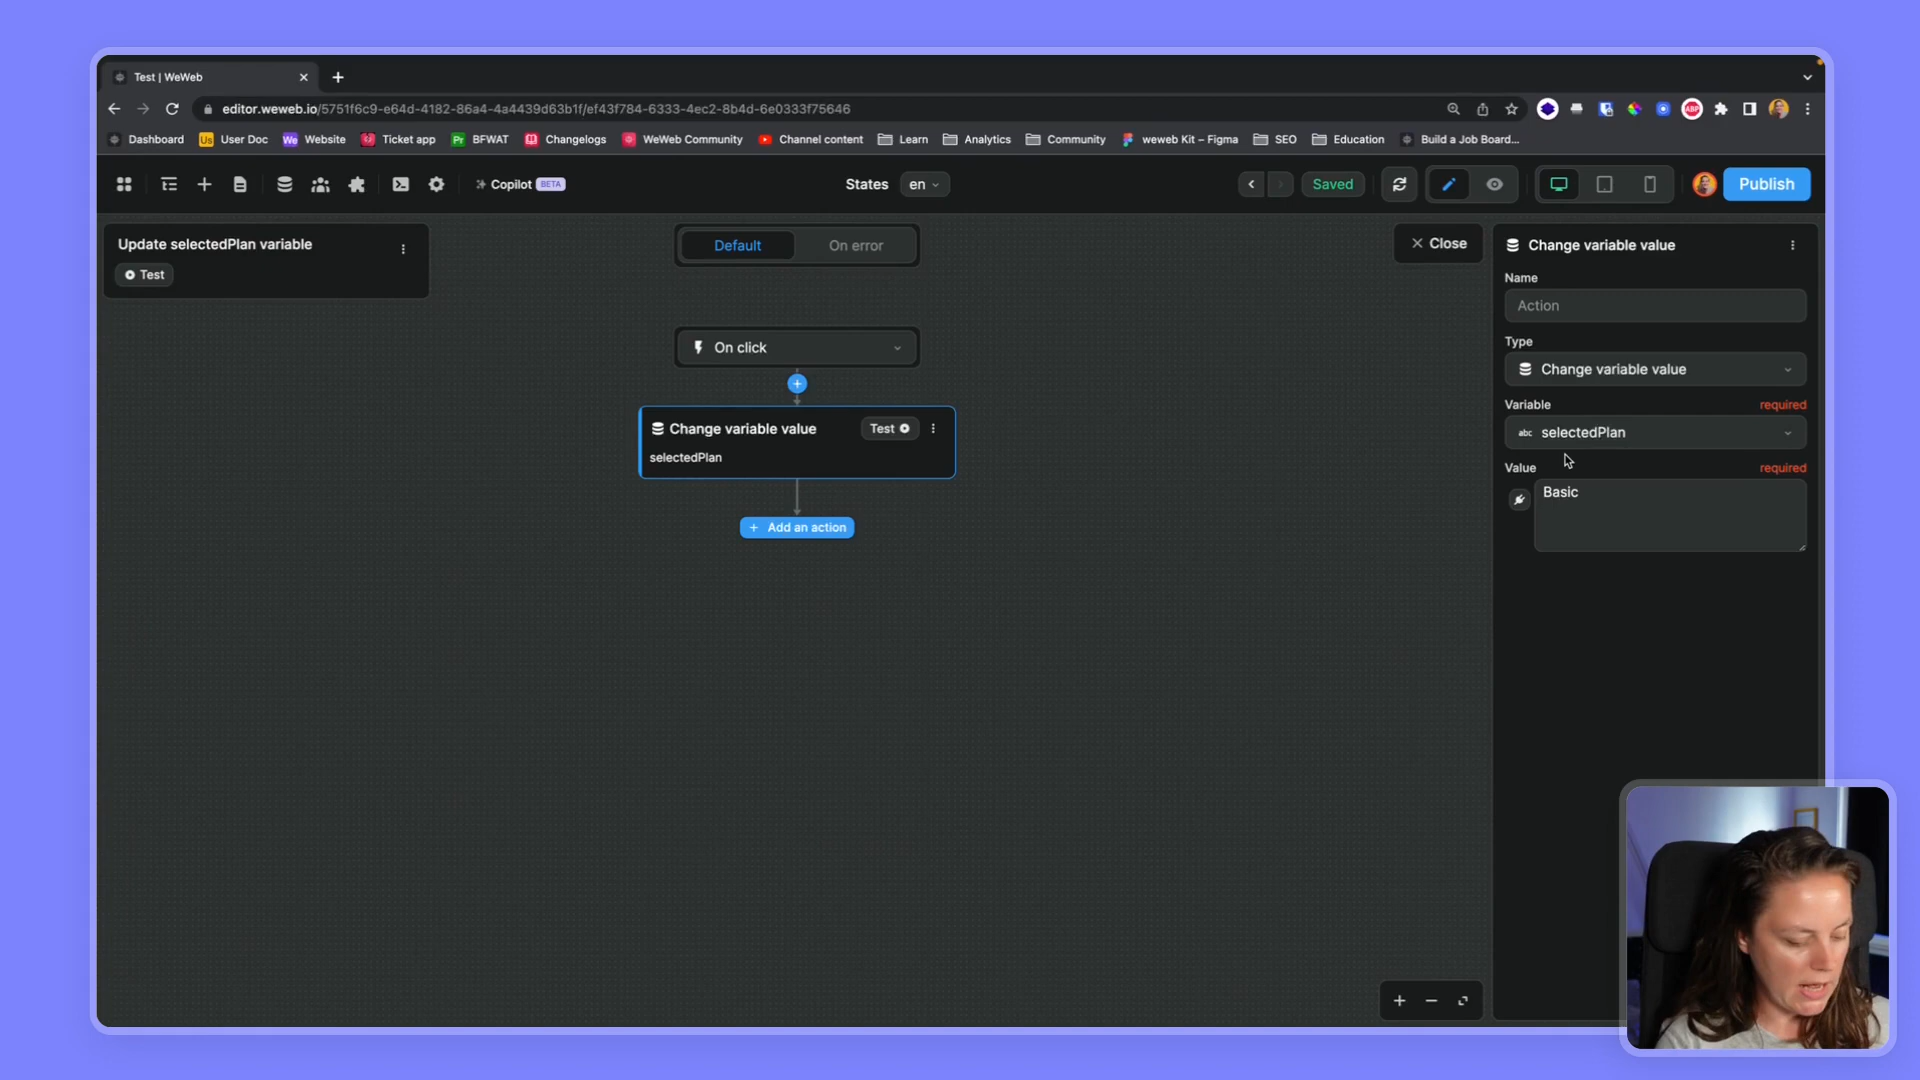 Test | WeWeb
editor.weweb.io/5751f6c9-e64d-4182-86a4-4a4439d63b1f/ef43f784-6333-4ec2-8b4d-6e0333f75646
Dashboard Us User Doc We Website Ticket app Pr BFWAT Changelogs WeWeb Community Channel content Learn Analytics Community weweb Kit – Figma SEO Education Build a Job Board...
Copilot BETA States en Saved Publish
Update selectedPlan variable
Test
Default On error
Close
On click
Change variable value Test
selectedPlan
+ Add an action
Change variable value
Name
Action
Type
Change variable value
Variable required
abc selectedPlan
Value required
Basic